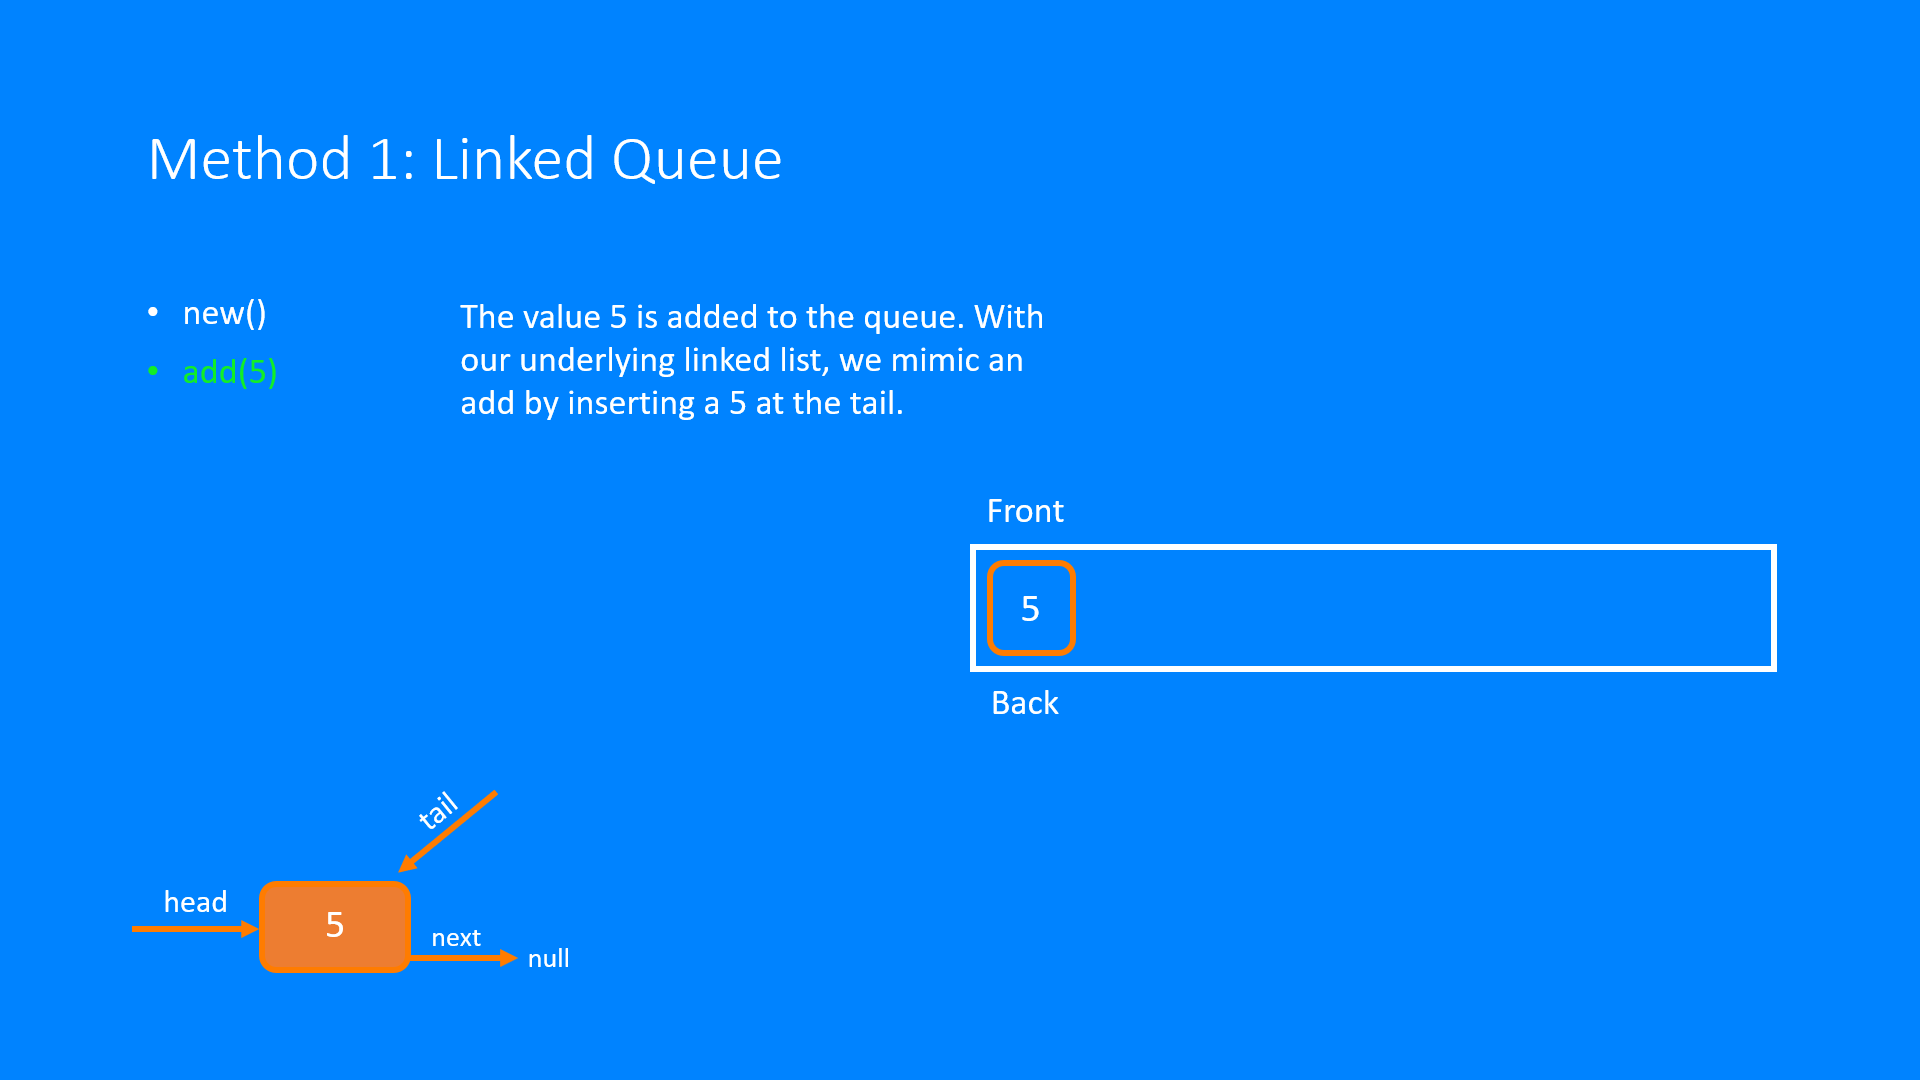 Method 1: Linked Queue
• new()
• add(5)
The value 5 is added to the queue. With
our underlying linked list, we mimic an
add by inserting a 5 at the tail.
Front
5
Back
tail
head
5
next
null